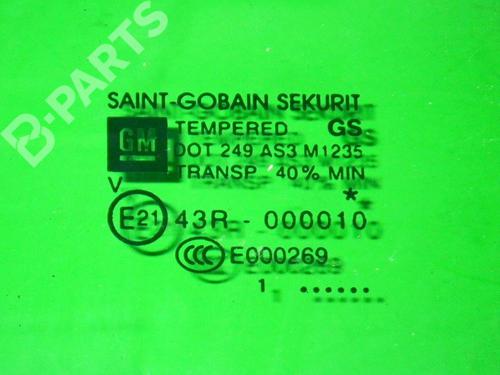 B-PARTS
SAINT-GOBAIN SEKURIT
GM
TEMPERED GS
DOT 249 AS3 M1235
TRANSP 40% MIN
V
E21 43R - 000010
CCC E000269
1 ......